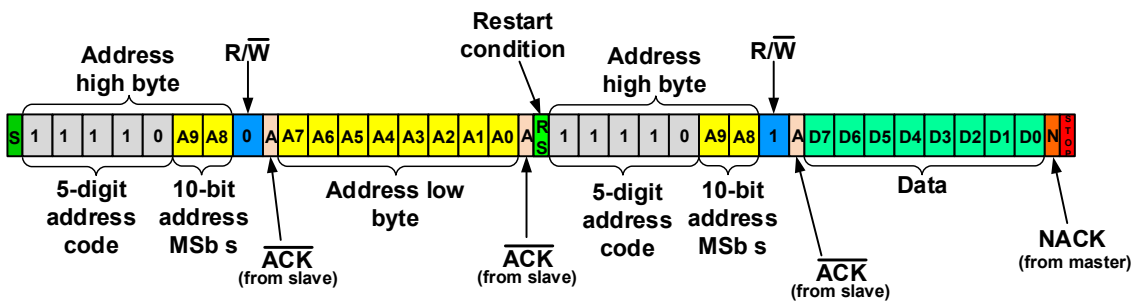 Address
high byte
R/W̅
Restart
condition
Address
high byte
R/W̅
S 1 1 1 1 0 A9 A8 0 A A7 A6 A5 A4 A3 A2 A1 A0 A RS 1 1 1 1 0 A9 A8 1 A D7 D6 D5 D4 D3 D2 D1 D0 N STOP
5-digit
address
code
10-bit
address
MSb s
A̅C̅K̅
(from slave)
Address low
byte
A̅C̅K̅
(from slave)
5-digit
address
code
10-bit
address
MSb s
A̅C̅K̅
(from slave)
Data
NACK
(from master)